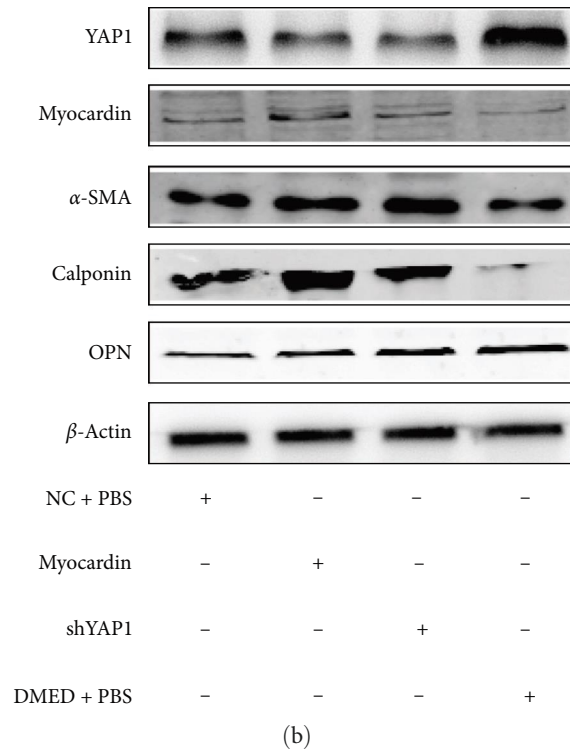 YAP1
Myocardin
α-SMA
Calponin
OPN
β-Actin
NC + PBS + – – –
Myocardin – + – –
shYAP1 – – + –
DMED + PBS – – – +
(b)